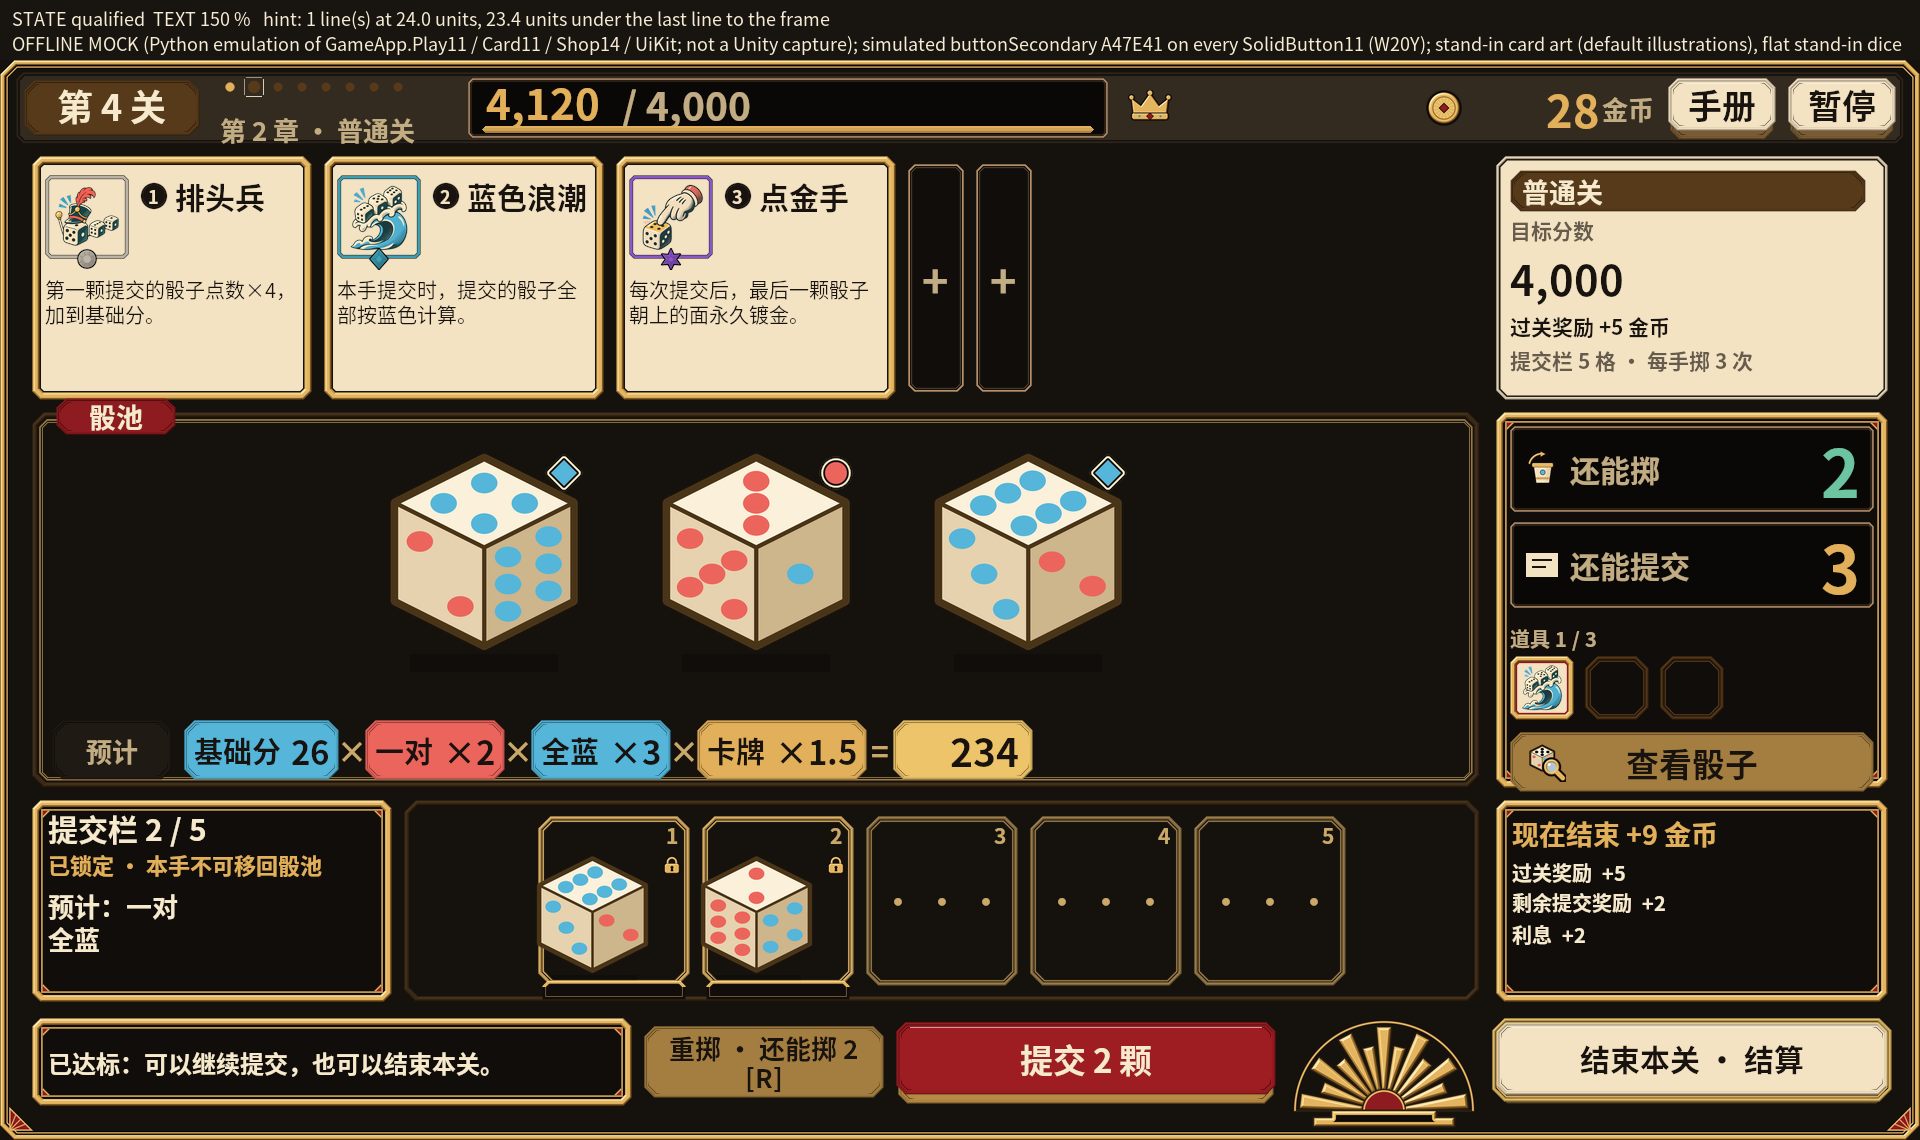 STATE qualified  TEXT 150 %   hint: 1 line(s) at 24.0 units, 23.4 units under the last line to the frame
OFFLINE MOCK (Python emulation of GameApp.Play11 / Card11 / Shop14 / UiKit; not a Unity capture); simulated buttonSecondary A47E41 on every SolidButton11 (W20Y); stand-in card art (default illustrations), flat stand-in dice
第 4 关
第 2 章 · 普通关
4,120 / 4,000
28金币
手册
暂停
1 排头兵
第一颗提交的骰子点数×4，
加到基础分。
2 蓝色浪潮
本手提交时，提交的骰子全
部按蓝色计算。
3 点金手
每次提交后，最后一颗骰子
朝上的面永久镀金。
+
+
普通关
目标分数
4,000
过关奖励 +5 金币
提交栏 5 格 · 每手掷 3 次
骰池
还能掷 2
还能提交 3
道具 1 / 3
查看骰子
预计 基础分 26 × 一对 ×2 × 全蓝 ×3 × 卡牌 ×1.5 = 234
提交栏 2 / 5
已锁定 · 本手不可移回骰池
预计：一对
全蓝
1
2
3
4
5
现在结束 +9 金币
过关奖励 +5
剩余提交奖励 +2
利息 +2
已达标：可以继续提交，也可以结束本关。
重掷 · 还能掷 2
[R]
提交 2 颗
结束本关 · 结算